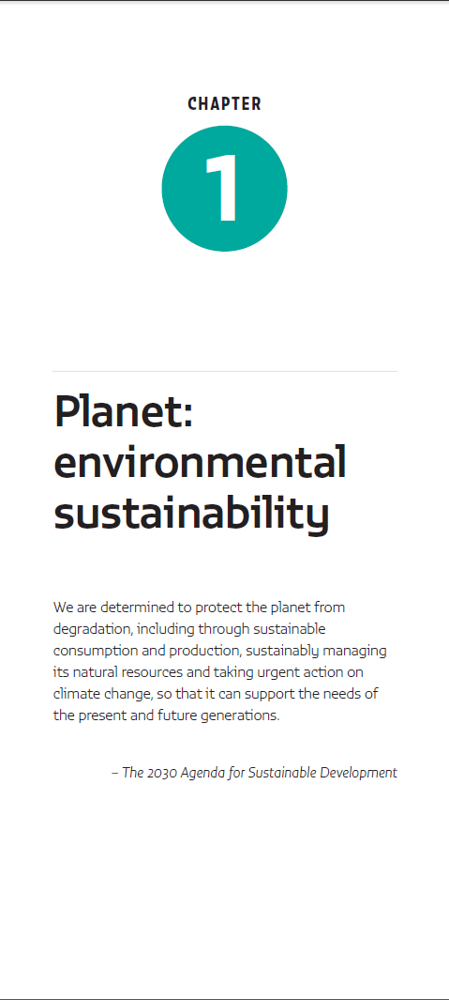 CHAPTER
1
Planet:
environmental
sustainability
We are determined to protect the planet from
degradation, including through sustainable
consumption and production, sustainably managing
its natural resources and taking urgent action on
climate change, so that it can support the needs of
the present and future generations.
– The 2030 Agenda for Sustainable Development